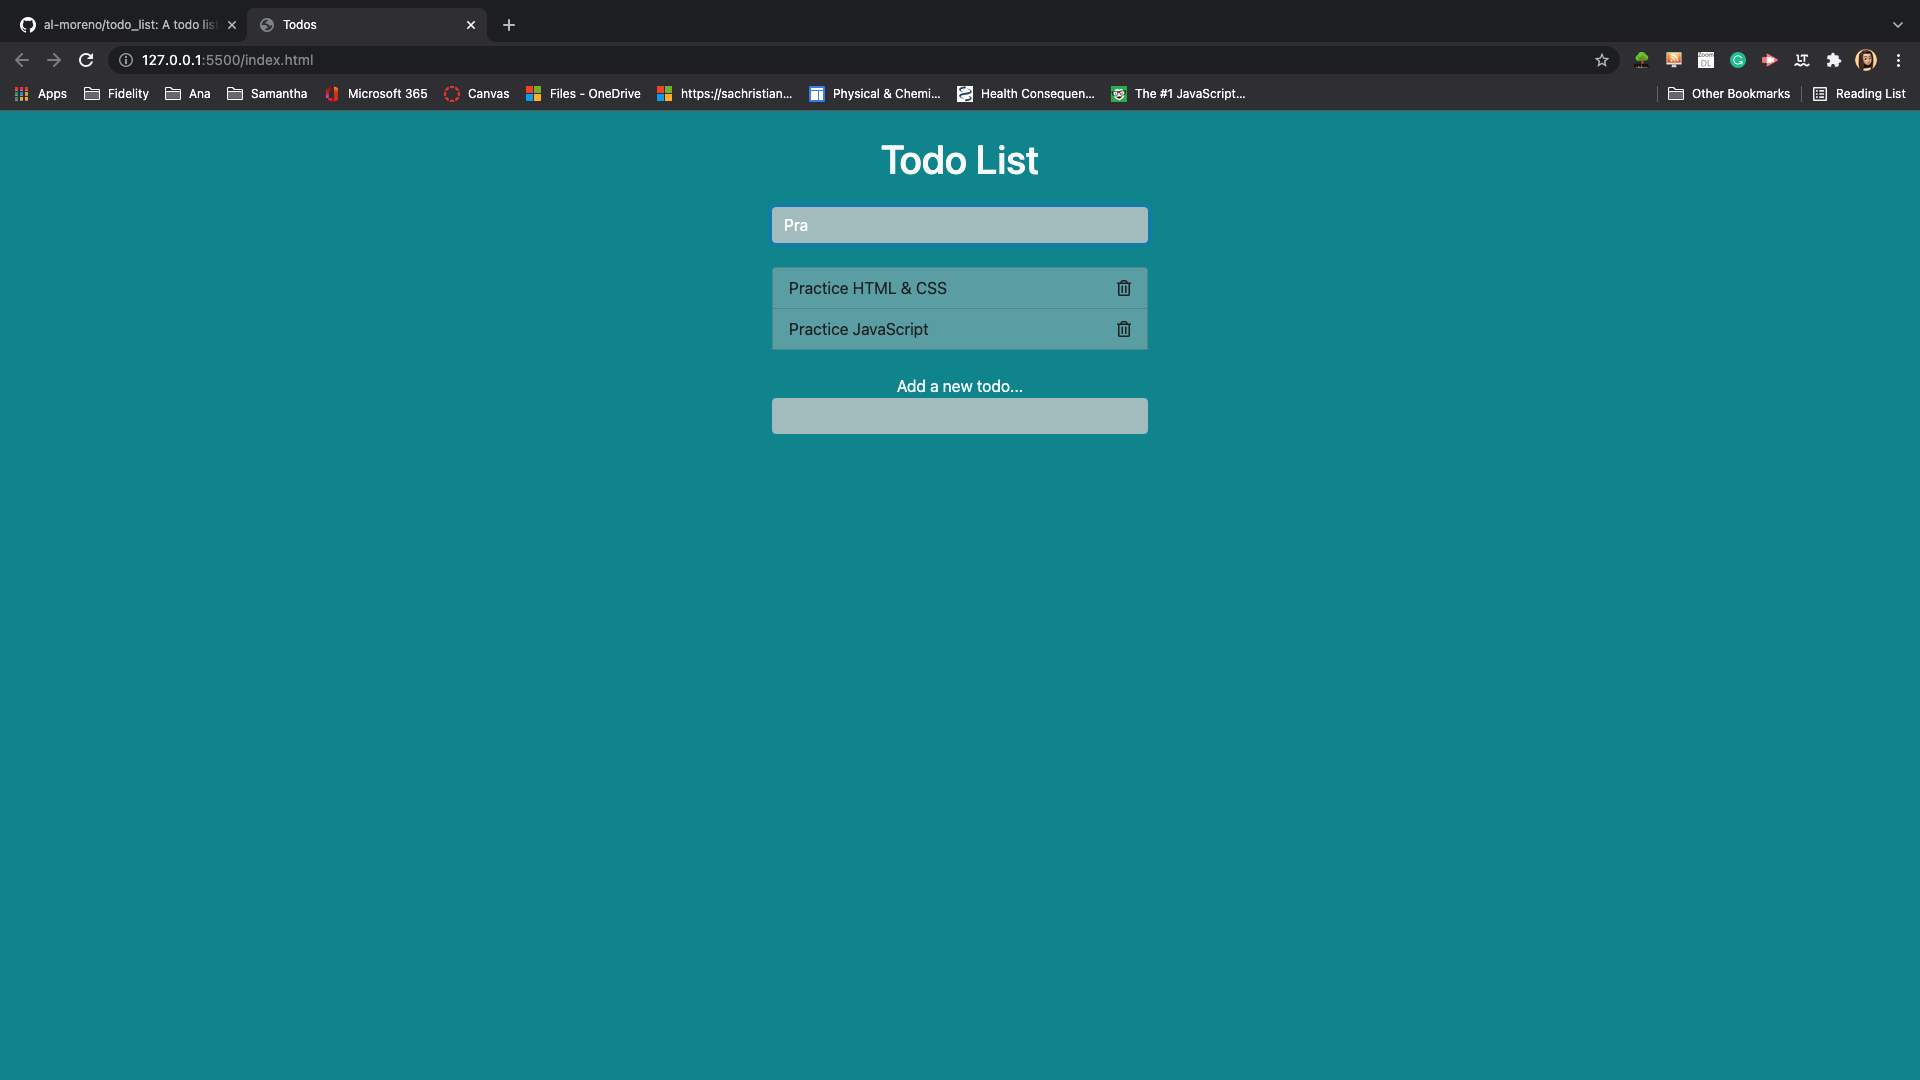 al-moreno/todo_list: A todo lis
Todos
127.0.0.1:5500/index.html
Apps Fidelity Ana Samantha Microsoft 365 Canvas Files - OneDrive https://sachristian... Physical & Chemi... Health Consequen... The #1 JavaScript... Other Bookmarks Reading List
Todo List
Pra
Practice HTML & CSS
Practice JavaScript
Add a new todo...